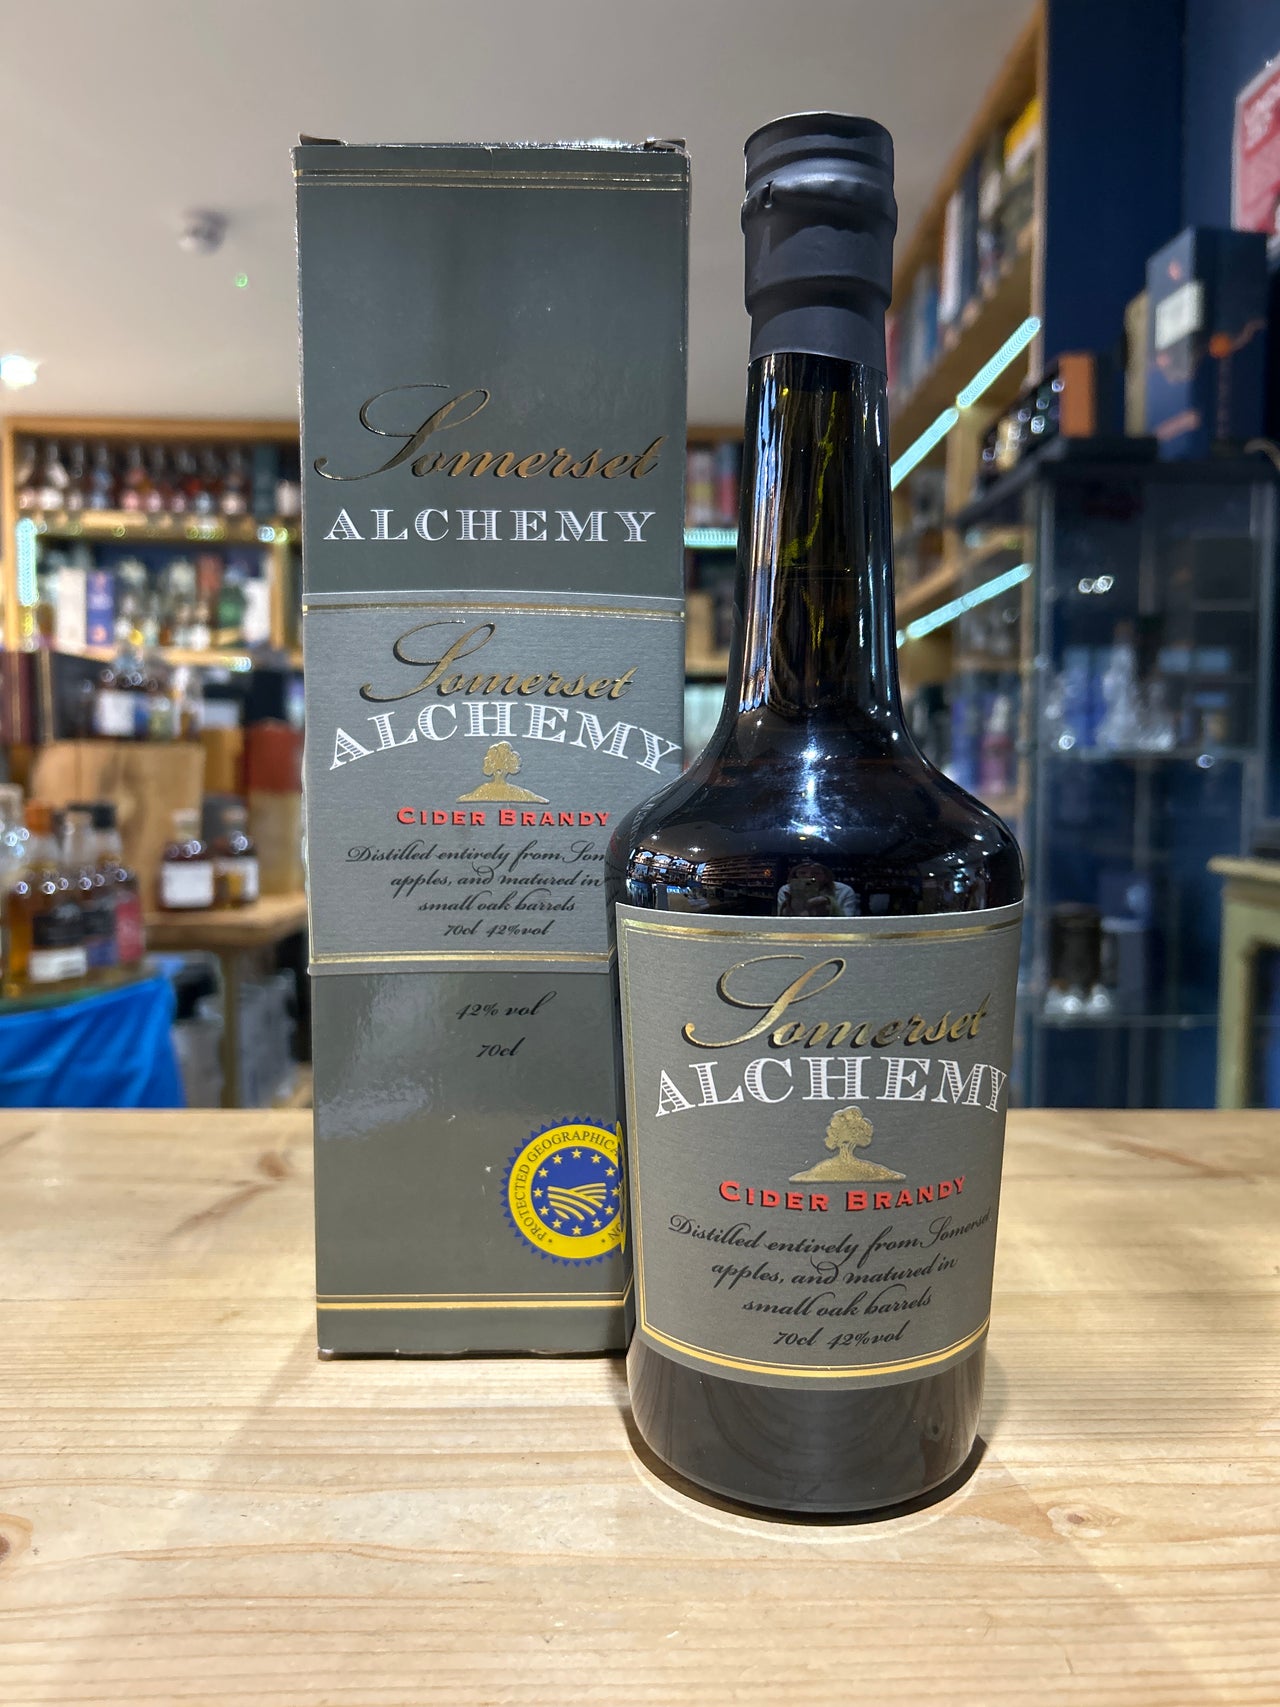 Somerset
ALCHEMY
Somerset
ALCHEMY
CIDER BRANDY
Distilled entirely from Som
apples, and matured in
small oak barrels
70cl 42%vol
42% vol
70cl
PROTECTED GEOGRAPHICA
ON
Somerset
ALCHEMY
CIDER BRANDY
Distilled entirely from Somerset
apples, and matured in
small oak barrels
70cl 42%vol